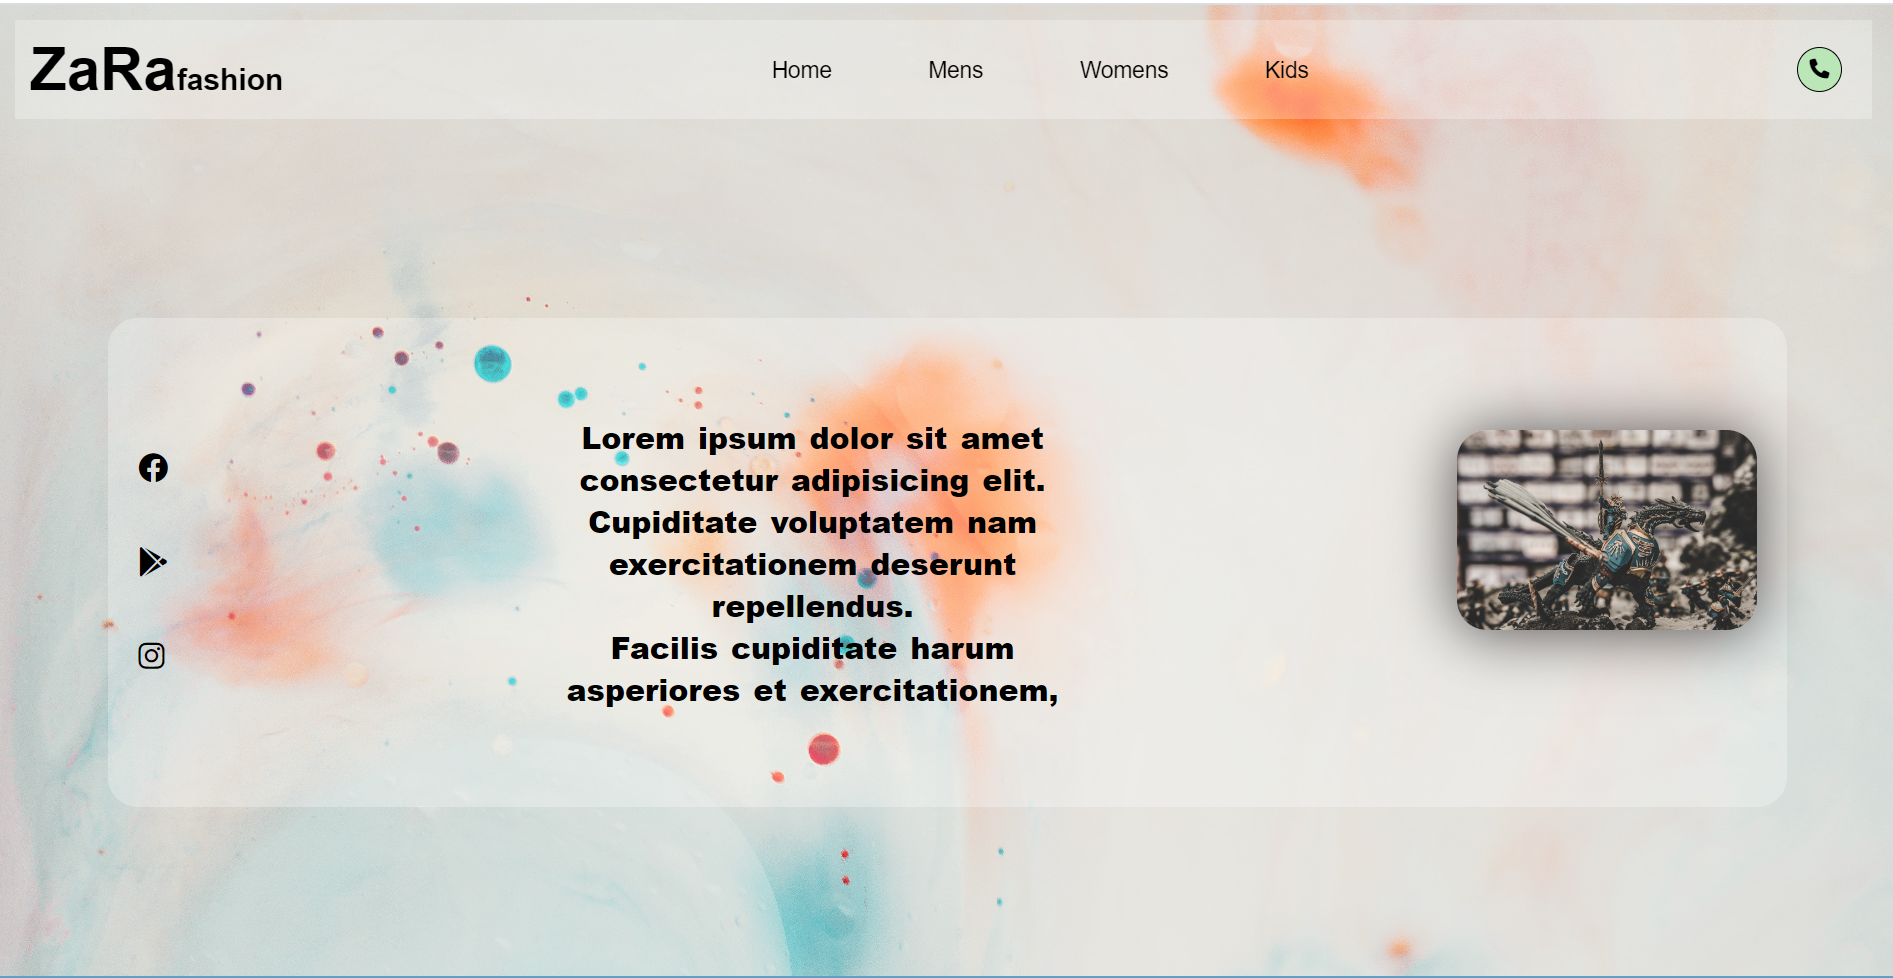 ZaRafashion
Home Mens Womens Kids
Lorem ipsum dolor sit amet
consectetur adipisicing elit.
Cupiditate voluptatem nam
exercitationem deserunt
repellendus.
Facilis cupiditate harum
asperiores et exercitationem,